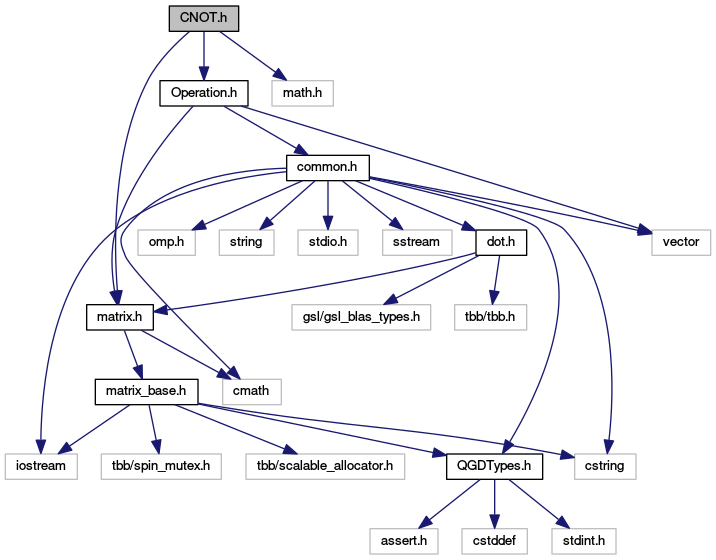 CNOT.h
Operation.h
math.h
common.h
omp.h
string
stdio.h
sstream
dot.h
vector
matrix.h
gsl/gsl_blas_types.h
tbb/tbb.h
matrix_base.h
cmath
iostream
tbb/spin_mutex.h
tbb/scalable_allocator.h
QGDTypes.h
cstring
assert.h
cstddef
stdint.h